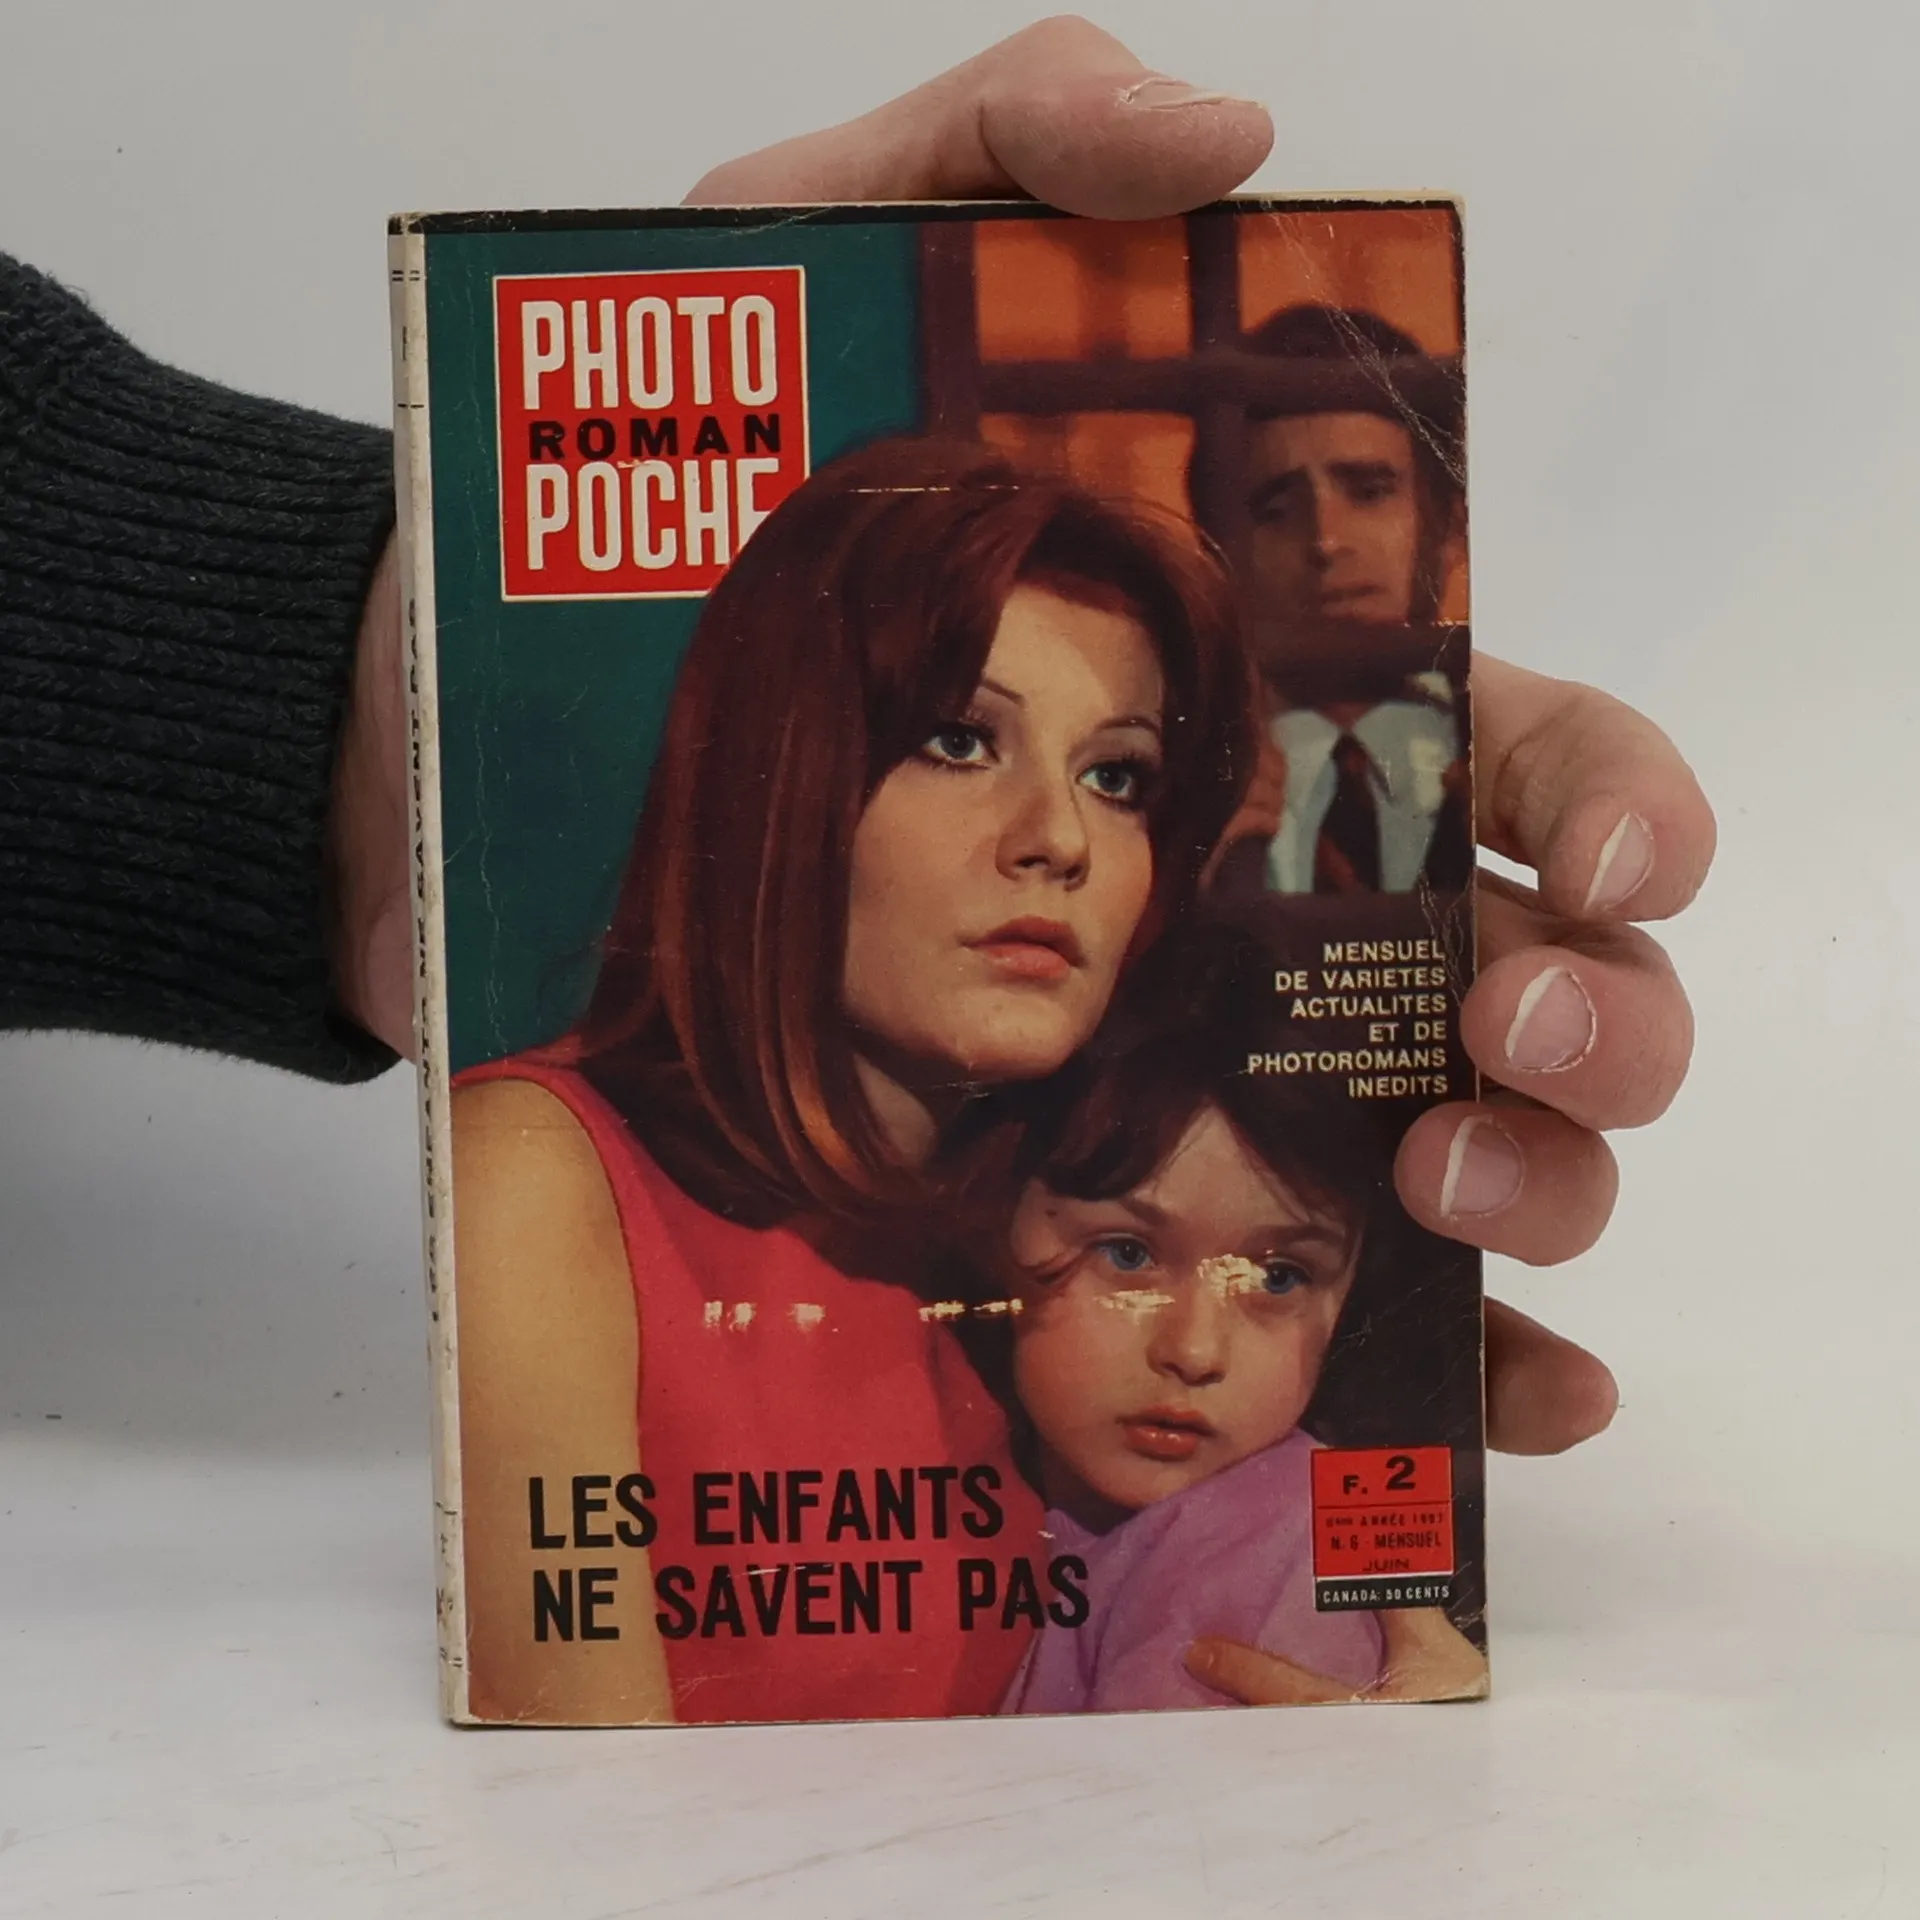 PHOTO
ROMAN
POCHE
MENSUEL
DE VARIETES
ACTUALITES
ET DE
PHOTOROMANS
INEDITS
LES ENFANTS
NE SAVENT PAS
F. 2
ANNÉE
N. 6 - MENSUEL
JUIN
CANADA: 50 CENTS
LES ENFANTS NE SAVENT PAS